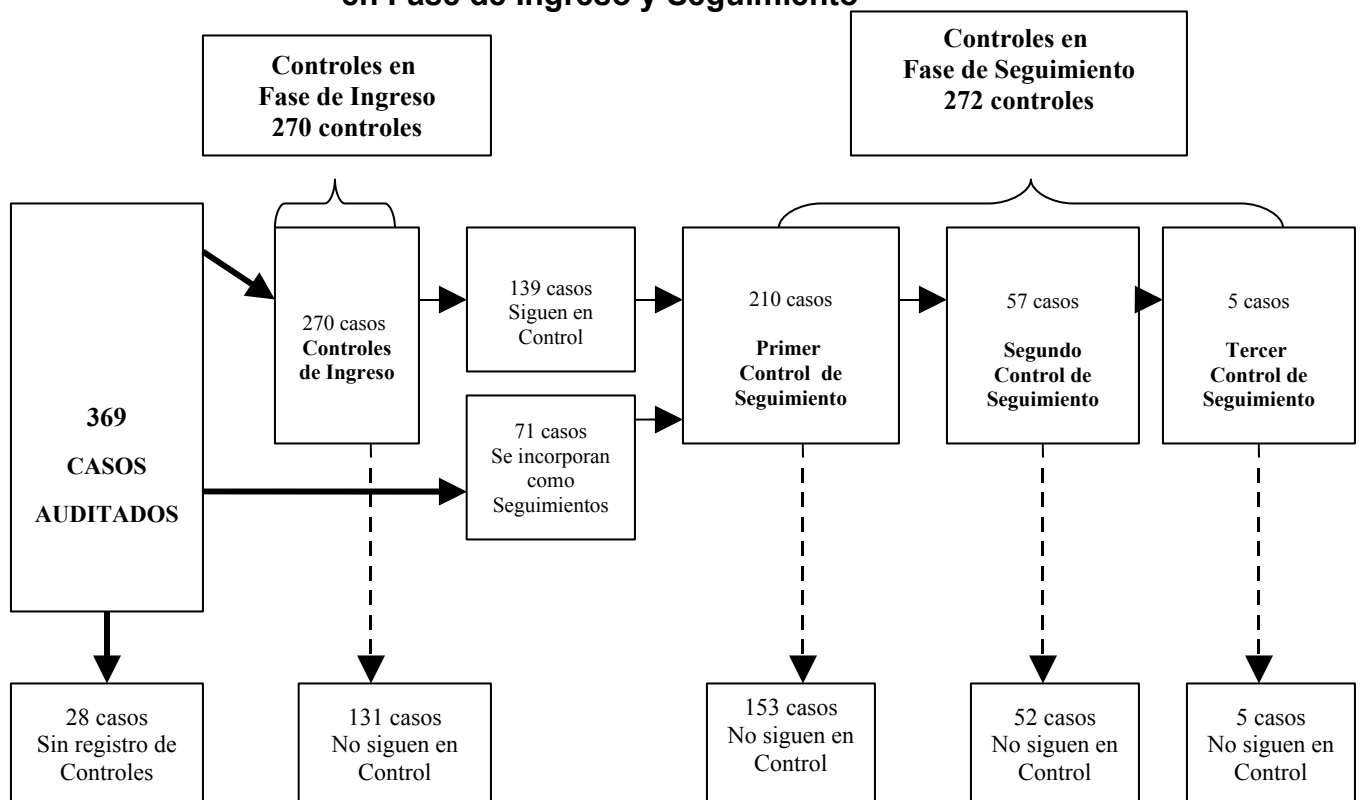 en Fase de Ingreso y Seguimiento
Controles en
Fase de Ingreso
270 controles
Controles en
Fase de Seguimiento
272 controles
369
CASOS
AUDITADOS
270 casos
Controles
de Ingreso
139 casos
Siguen en
Control
71 casos
Se incorporan
como
Seguimientos
210 casos
Primer
Control de
Seguimiento
57 casos
Segundo
Control de
Seguimiento
5 casos
Tercer
Control de
Seguimiento
28 casos
Sin registro de
Controles
131 casos
No siguen en
Control
153 casos
No siguen en
Control
52 casos
No siguen en
Control
5 casos
No siguen en
Control